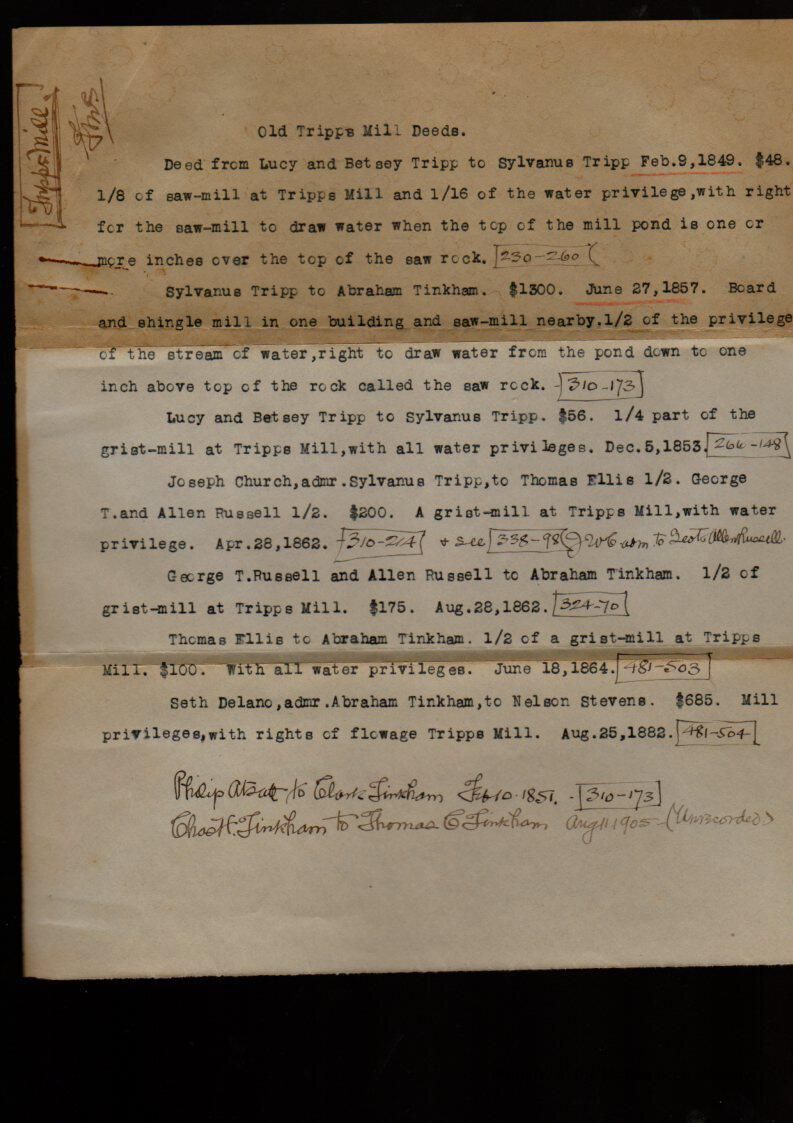 Tripps Mill.
Old Tripps Mill Deeds.
Deed from Lucy and Betsey Tripp to Sylvanus Tripp Feb.9,1849. $48.
1/8 of saw-mill at Tripps Mill and 1/16 of the water privilege,with right
for the saw-mill to draw water when the top of the mill pond is one or
more inches over the top of the saw rock. 230-260
Sylvanus Tripp to Abraham Tinkham. $1300. June 27,1857. Board
and shingle mill in one building and saw-mill nearby.1/2 of the privilege
of the stream of water,right to draw water from the pond down to one
inch above top of the rock called the saw rock. 310-173
Lucy and Betsey Tripp to Sylvanus Tripp. $56. 1/4 part of the
grist-mill at Tripps Mill,with all water privileges. Dec.5,1853. 266-148
Joseph Church,admr.Sylvanus Tripp,to Thomas Ellis 1/2. George
T.and Allen Russell 1/2. $200. A grist-mill at Tripps Mill,with water
privilege. Apr.28,1862. 310-214 + see 338-98 to Geo T. Allen Russell.
George T.Russell and Allen Russell to Abraham Tinkham. 1/2 of
grist-mill at Tripps Mill. $175. Aug.28,1862. 324-70
Thomas Ellis to Abraham Tinkham. 1/2 of a grist-mill at Tripps
Mill. $100. With all water privileges. June 18,1864. 481-503
Seth Delano,admr.Abraham Tinkham,to Nelson Stevens. $685. Mill
privileges,with rights of flowage Tripps Mill. Aug.25,1882. 481-504
Philip to Clark Tinkham Feb 10. 1851. - 310-173
Chas H. Tinkham to Thomas C Tinkham Aug 11 1905 - (Unrecorded)